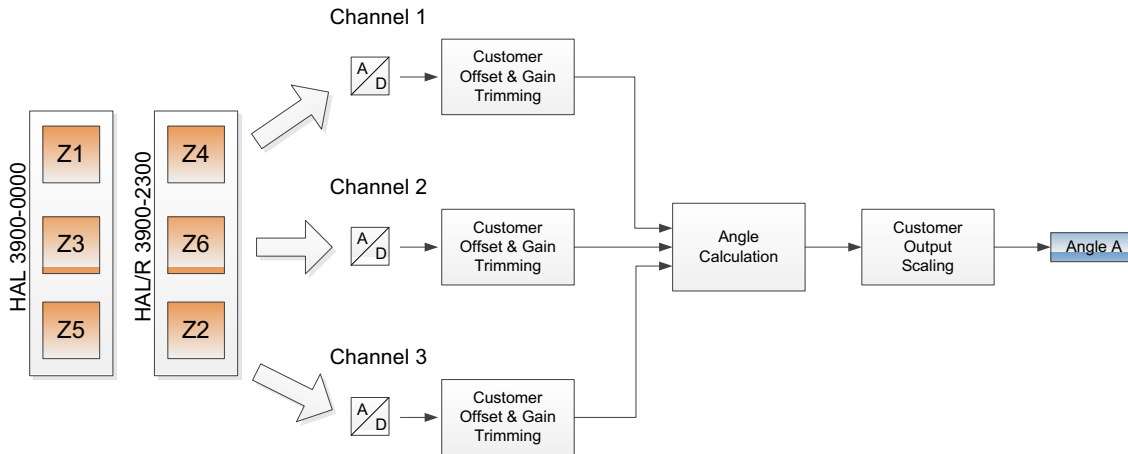 Channel 1
A
D
Customer
Offset & Gain
Trimming
HAL 3900-0000
Z1
Z3
Z5
HAL/R 3900-2300
Z4
Z6
Z2
Channel 2
A
D
Customer
Offset & Gain
Trimming
Angle
Calculation
Customer
Output
Scaling
Angle A
Channel 3
A
D
Customer
Offset & Gain
Trimming